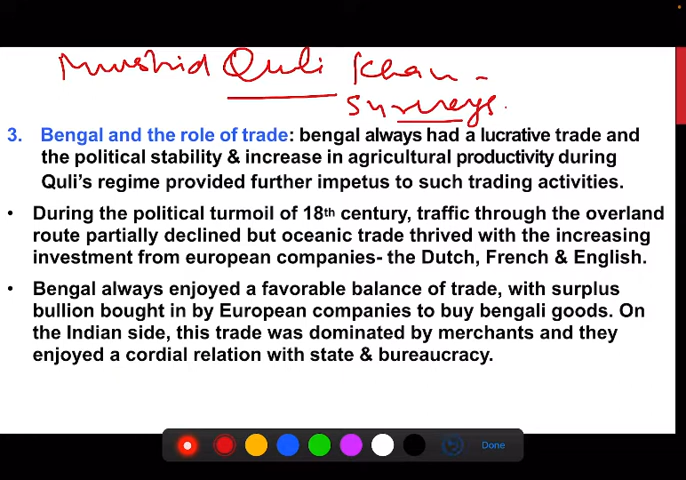 Murshid Quli Khan -
surveys.
3. Bengal and the role of trade: bengal always had a lucrative trade and
the political stability & increase in agricultural productivity during
Quli's regime provided further impetus to such trading activities.
• During the political turmoil of 18th century, traffic through the overland
route partially declined but oceanic trade thrived with the increasing
investment from european companies- the Dutch, French & English.
• Bengal always enjoyed a favorable balance of trade, with surplus
bullion bought in by European companies to buy bengali goods. On
the Indian side, this trade was dominated by merchants and they
enjoyed a cordial relation with state & bureaucracy.
Done